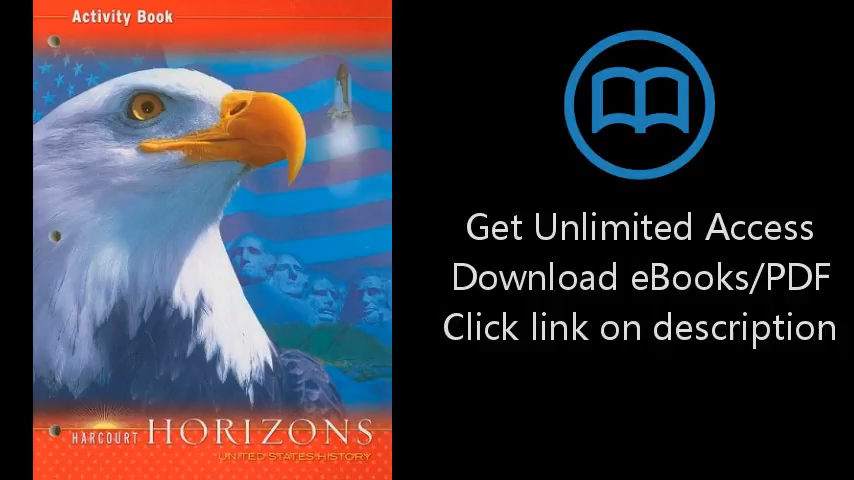 Activity Book
HARCOURT HORIZONS
UNITED STATES HISTORY
Get Unlimited Access
Download eBooks/PDF
Click link on description